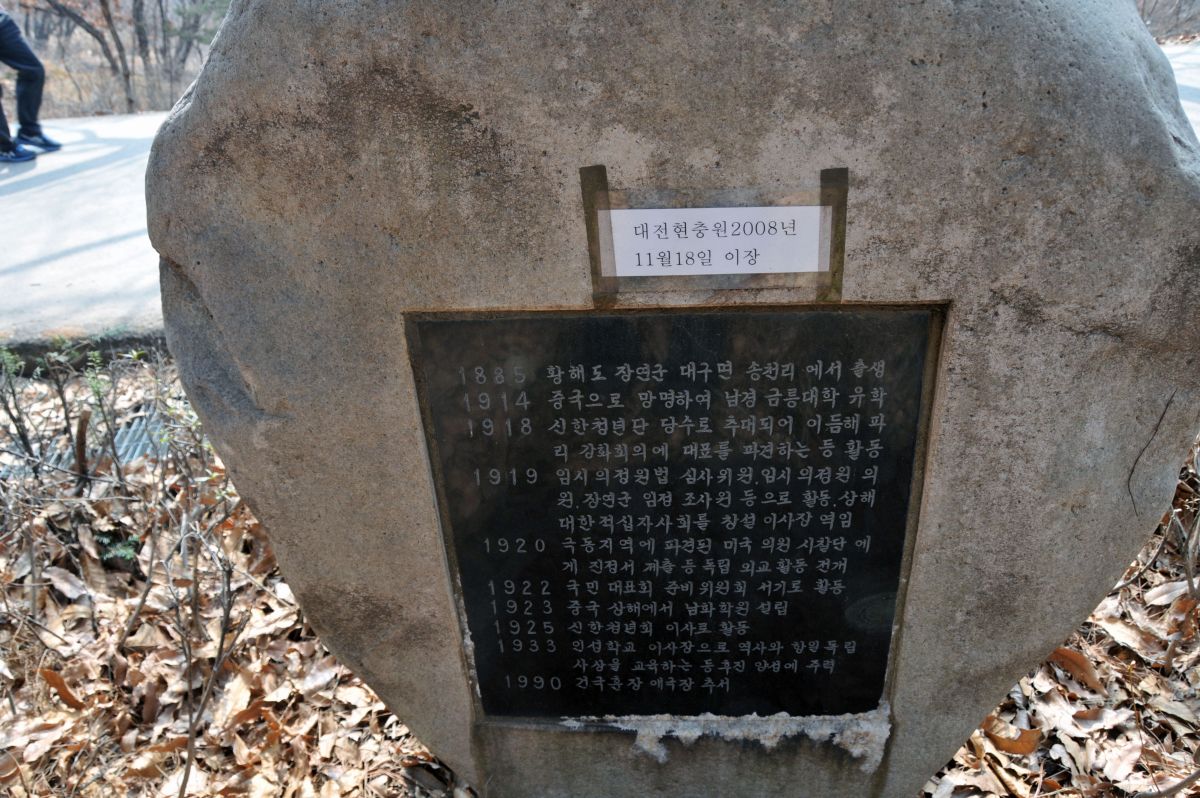 대전현충원2008년
11월18일 이장
1885 황해도 장연군 대구면 송천리 에서 출생
1914 중국으로 망명하여 남경 금릉대학 유학
1918 신한청년단 당수로 추대되어 이듬해 파
리 강화회의에 대표를 파견하는 등 활동
1919 임시의정원법 심사위원, 임시의정원 의
원, 장연군 임정 조사원 등으로 활동, 상해
대한적십자사회를 창설 이사장 역임
1920 극동지역에 파견된 미국 의원 시찰단 에
게 진정서 제출 등 독립 외교 활동 전개
1922 국민 대표회 준비위원회 서기로 활동
1923 중국 상해에서 남화학원 설립
1925 신한청년회 이사로 활동
1933 인성학교 이사장으로 역사와 항일독립
사상을 교육하는 등후진 양성에 주력
1990 건국훈장 애국장 추서